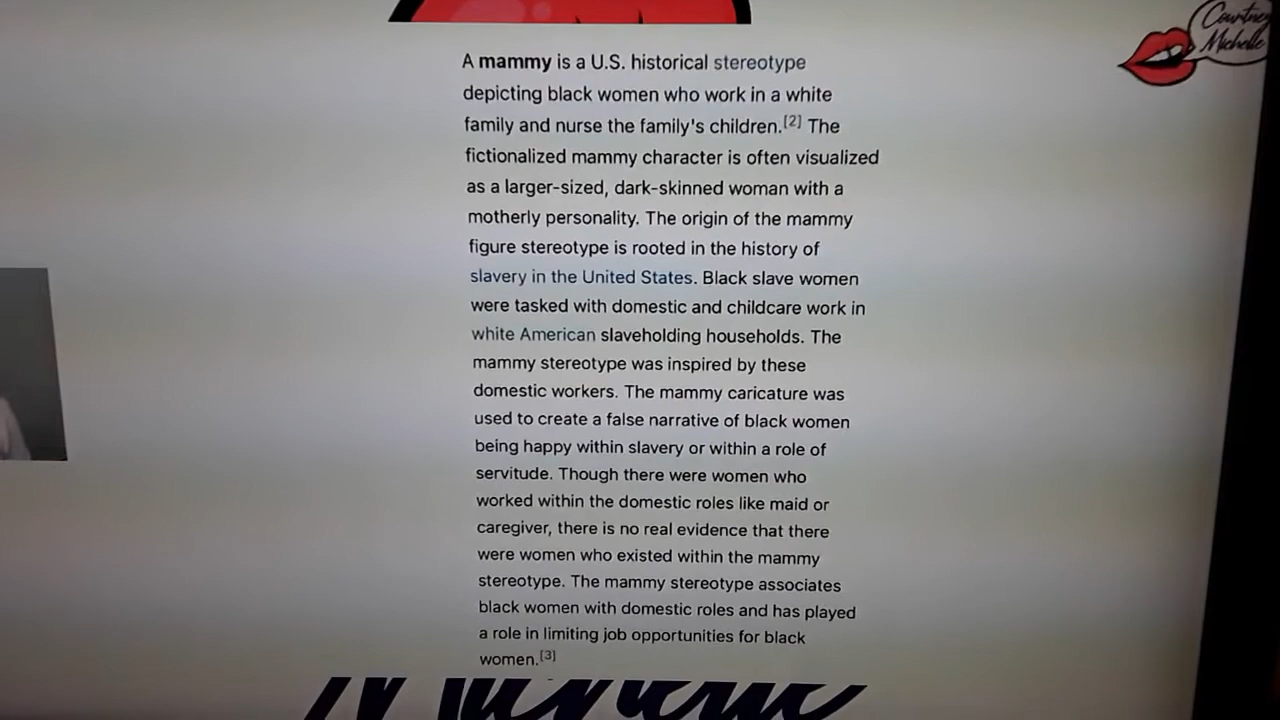 Courtney
Michelle
A mammy is a U.S. historical stereotype
depicting black women who work in a white
family and nurse the family's children.[2] The
fictionalized mammy character is often visualized
as a larger-sized, dark-skinned woman with a
motherly personality. The origin of the mammy
figure stereotype is rooted in the history of
slavery in the United States. Black slave women
were tasked with domestic and childcare work in
white American slaveholding households. The
mammy stereotype was inspired by these
domestic workers. The mammy caricature was
used to create a false narrative of black women
being happy within slavery or within a role of
servitude. Though there were women who
worked within the domestic roles like maid or
caregiver, there is no real evidence that there
were women who existed within the mammy
stereotype. The mammy stereotype associates
black women with domestic roles and has played
a role in limiting job opportunities for black
women.[3]